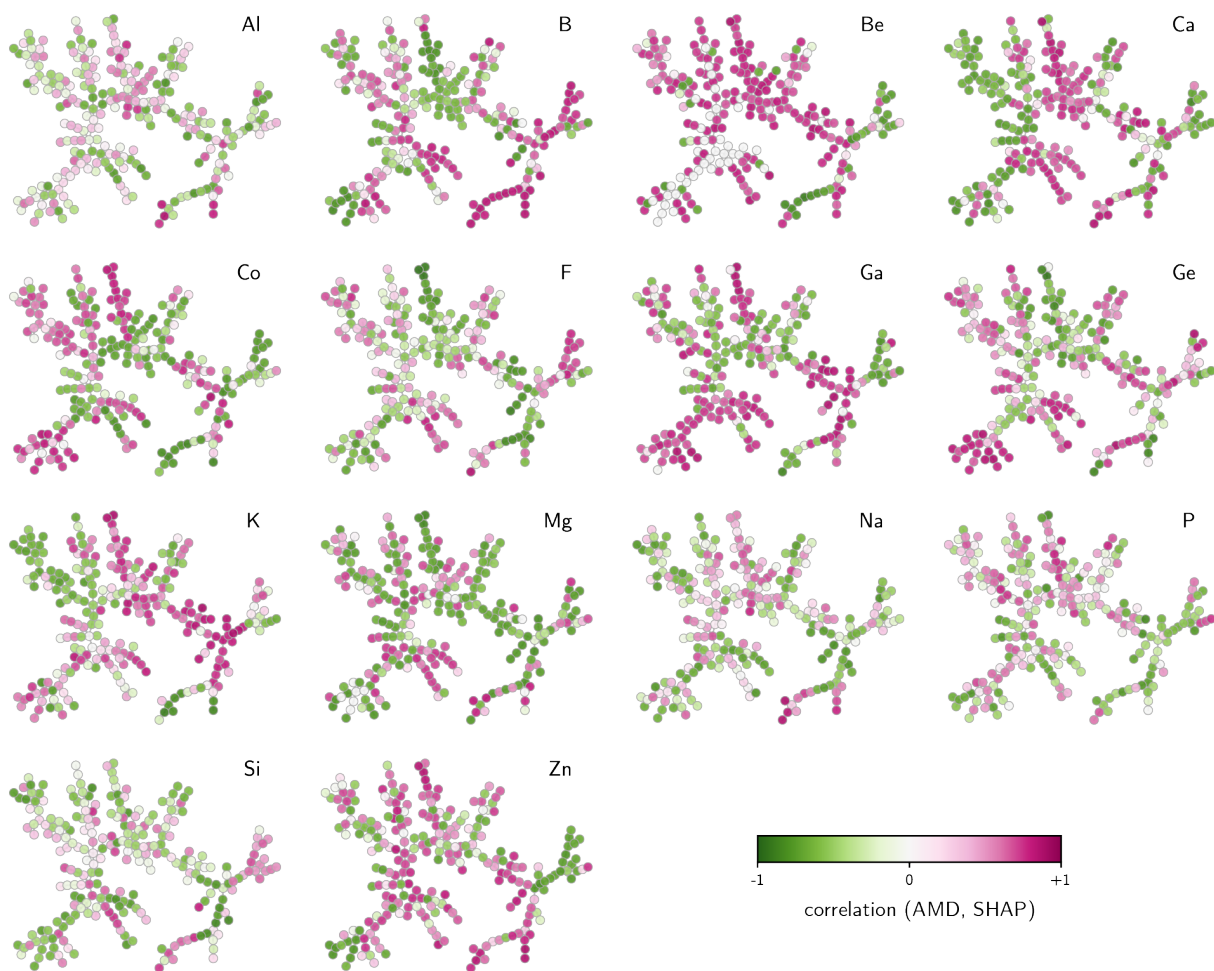 Al B Be Ca
Co F Ga Ge
K Mg Na P
Si Zn
-1 0 +1
correlation (AMD, SHAP)